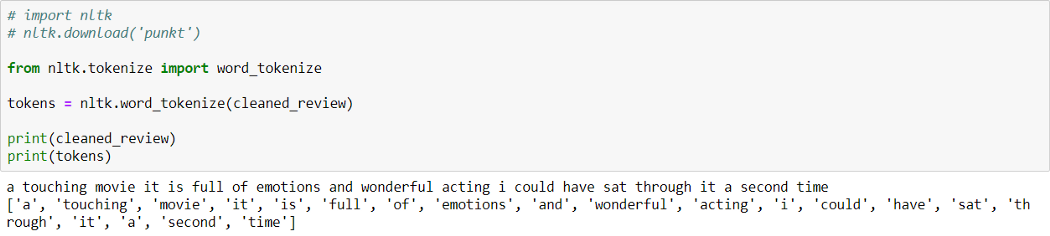 # import nltk
# nltk.download('punkt')
from nltk.tokenize import word_tokenize
tokens = nltk.word_tokenize(cleaned_review)
print(cleaned_review)
print(tokens)
a touching movie it is full of emotions and wonderful acting i could have sat through it a second time
['a', 'touching', 'movie', 'it', 'is', 'full', 'of', 'emotions', 'and', 'wonderful', 'acting', 'i', 'could', 'have', 'sat', 'th
rough', 'it', 'a', 'second', 'time']